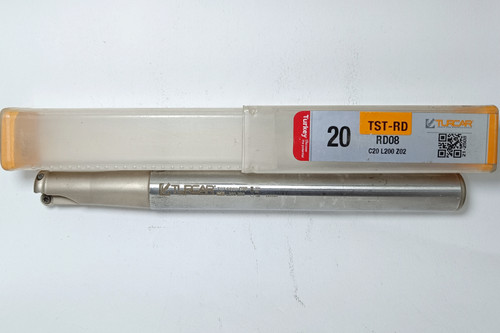 Turkey
20
TST-RD
RD08
C20 L200 Z02
TURCAR
TURCAR